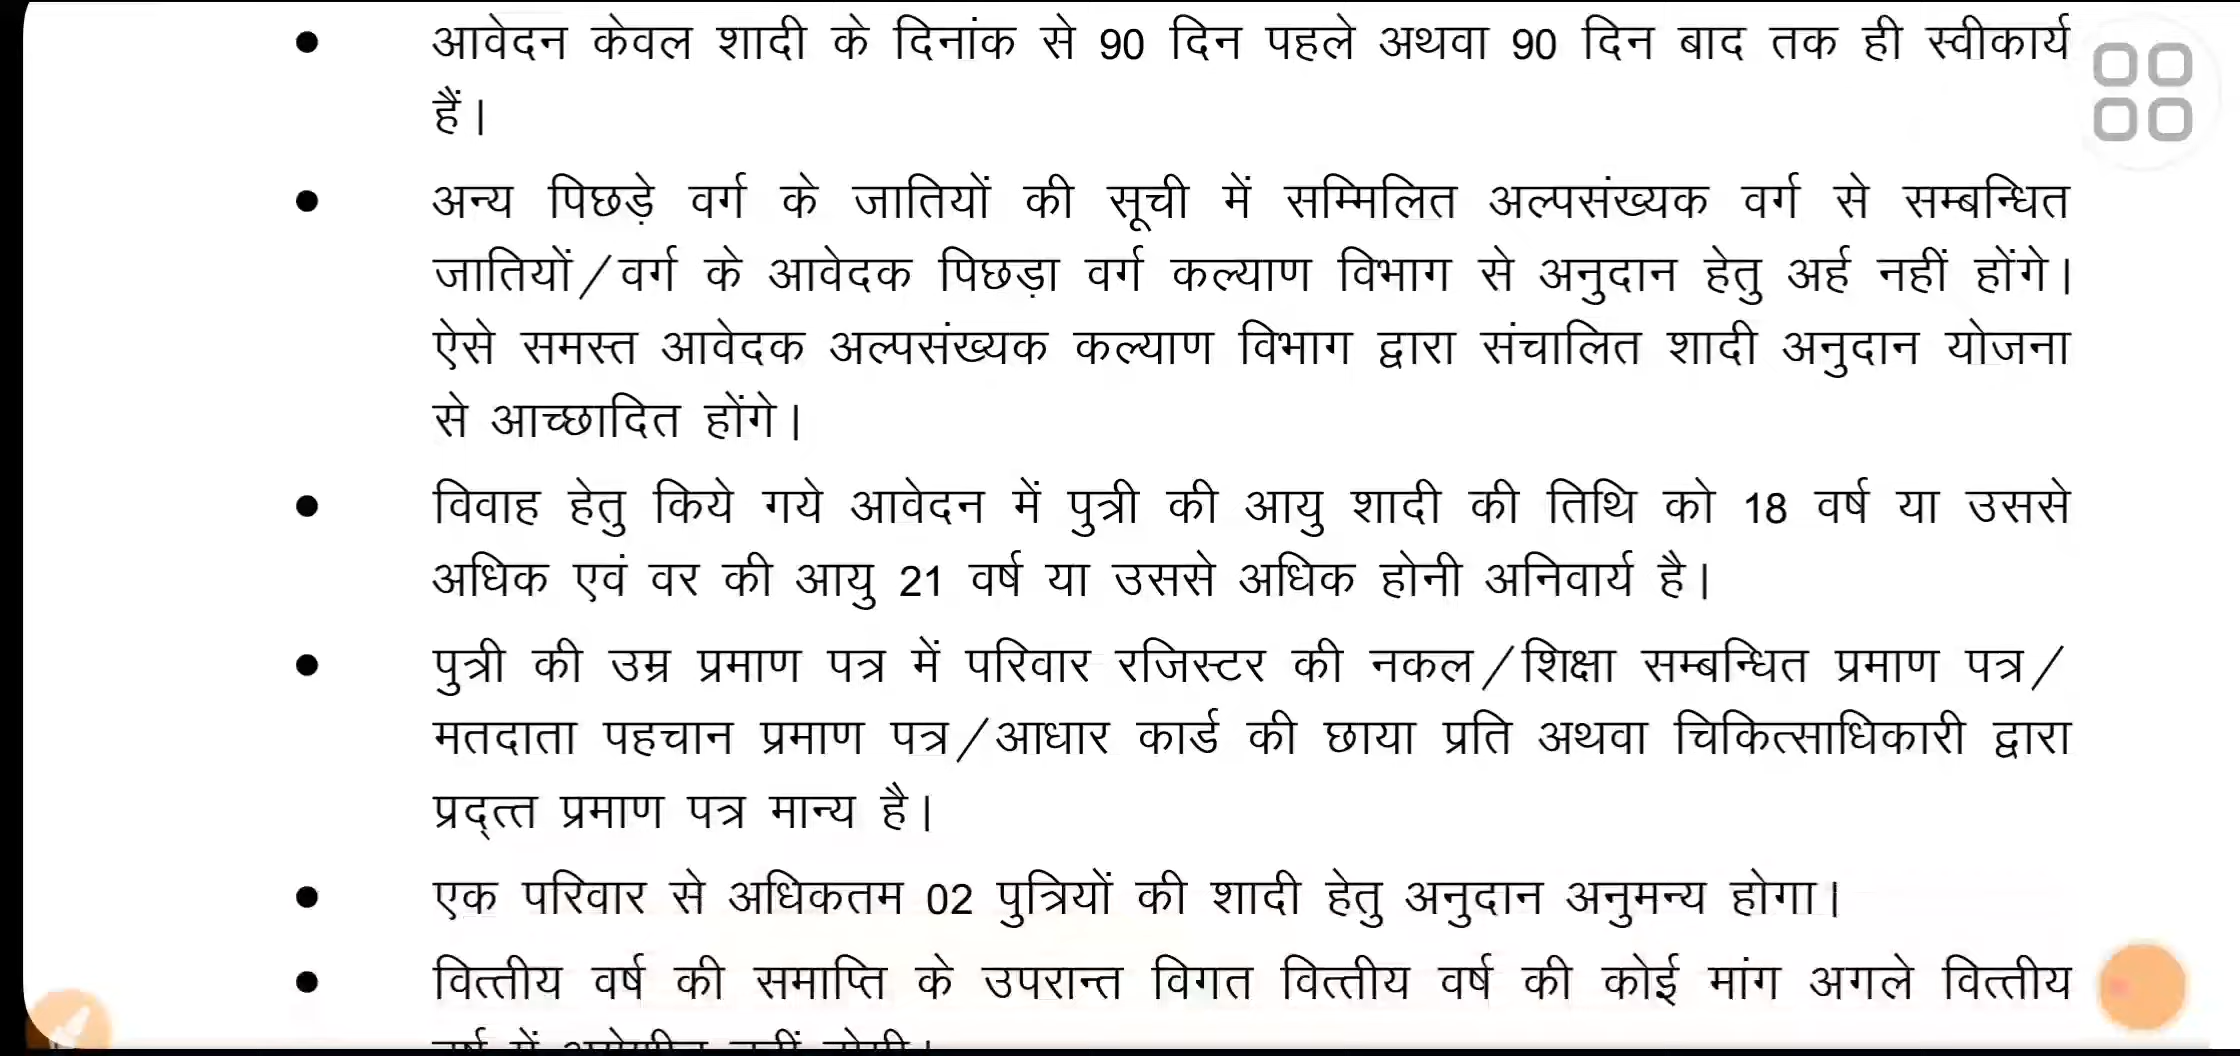 • आवेदन केवल शादी के दिनांक से 90 दिन पहले अथवा 90 दिन बाद तक ही स्वीकार्य
हैं।
• अन्य पिछड़े वर्ग के जातियों की सूची में सम्मिलित अल्पसंख्यक वर्ग से सम्बन्धित
जातियों/वर्ग के आवेदक पिछड़ा वर्ग कल्याण विभाग से अनुदान हेतु अर्ह नहीं होंगे।
ऐसे समस्त आवेदक अल्पसंख्यक कल्याण विभाग द्वारा संचालित शादी अनुदान योजना
से आच्छादित होंगे।
• विवाह हेतु किये गये आवेदन में पुत्री की आयु शादी की तिथि को 18 वर्ष या उससे
अधिक एवं वर की आयु 21 वर्ष या उससे अधिक होनी अनिवार्य है।
• पुत्री की उम्र प्रमाण पत्र में परिवार रजिस्टर की नकल/शिक्षा सम्बन्धित प्रमाण पत्र/
मतदाता पहचान प्रमाण पत्र/आधार कार्ड की छाया प्रति अथवा चिकित्साधिकारी द्वारा
प्रद्त्त प्रमाण पत्र मान्य है।
• एक परिवार से अधिकतम 02 पुत्रियों की शादी हेतु अनुदान अनुमन्य होगा।
• वित्तीय वर्ष की समाप्ति के उपरान्त विगत वित्तीय वर्ष की कोई मांग अगले वित्तीय